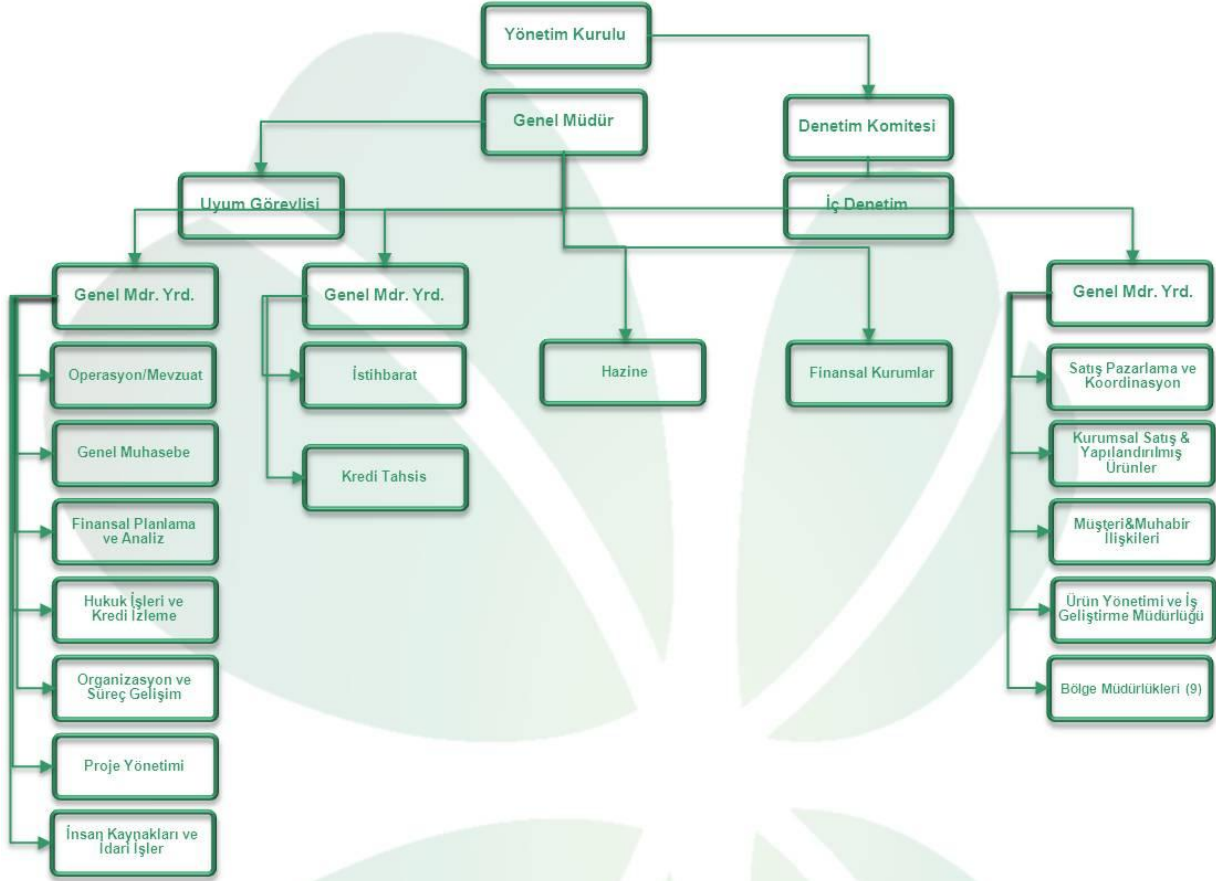 Yönetim Kurulu
Genel Müdür
Denetim Komitesi
Uyum Görevlisi
İç Denetim
Genel Mdr. Yrd.
Genel Mdr. Yrd.
Genel Mdr. Yrd.
Operasyon/Mevzuat
Genel Muhasebe
Finansal Planlama
ve Analiz
Hukuk İşleri ve
Kredi İzleme
Organizasyon ve
Süreç Gelişim
Proje Yönetimi
İnsan Kaynakları ve
İdari İşler
İstihbarat
Kredi Tahsis
Hazine
Finansal Kurumlar
Satış Pazarlama ve
Koordinasyon
Kurumsal Satış &
Yapılandırılmış
Ürünler
Müşteri&Muhabir
İlişkileri
Ürün Yönetimi ve İş
Geliştirme Müdürlüğü
Bölge Müdürlükleri (9)